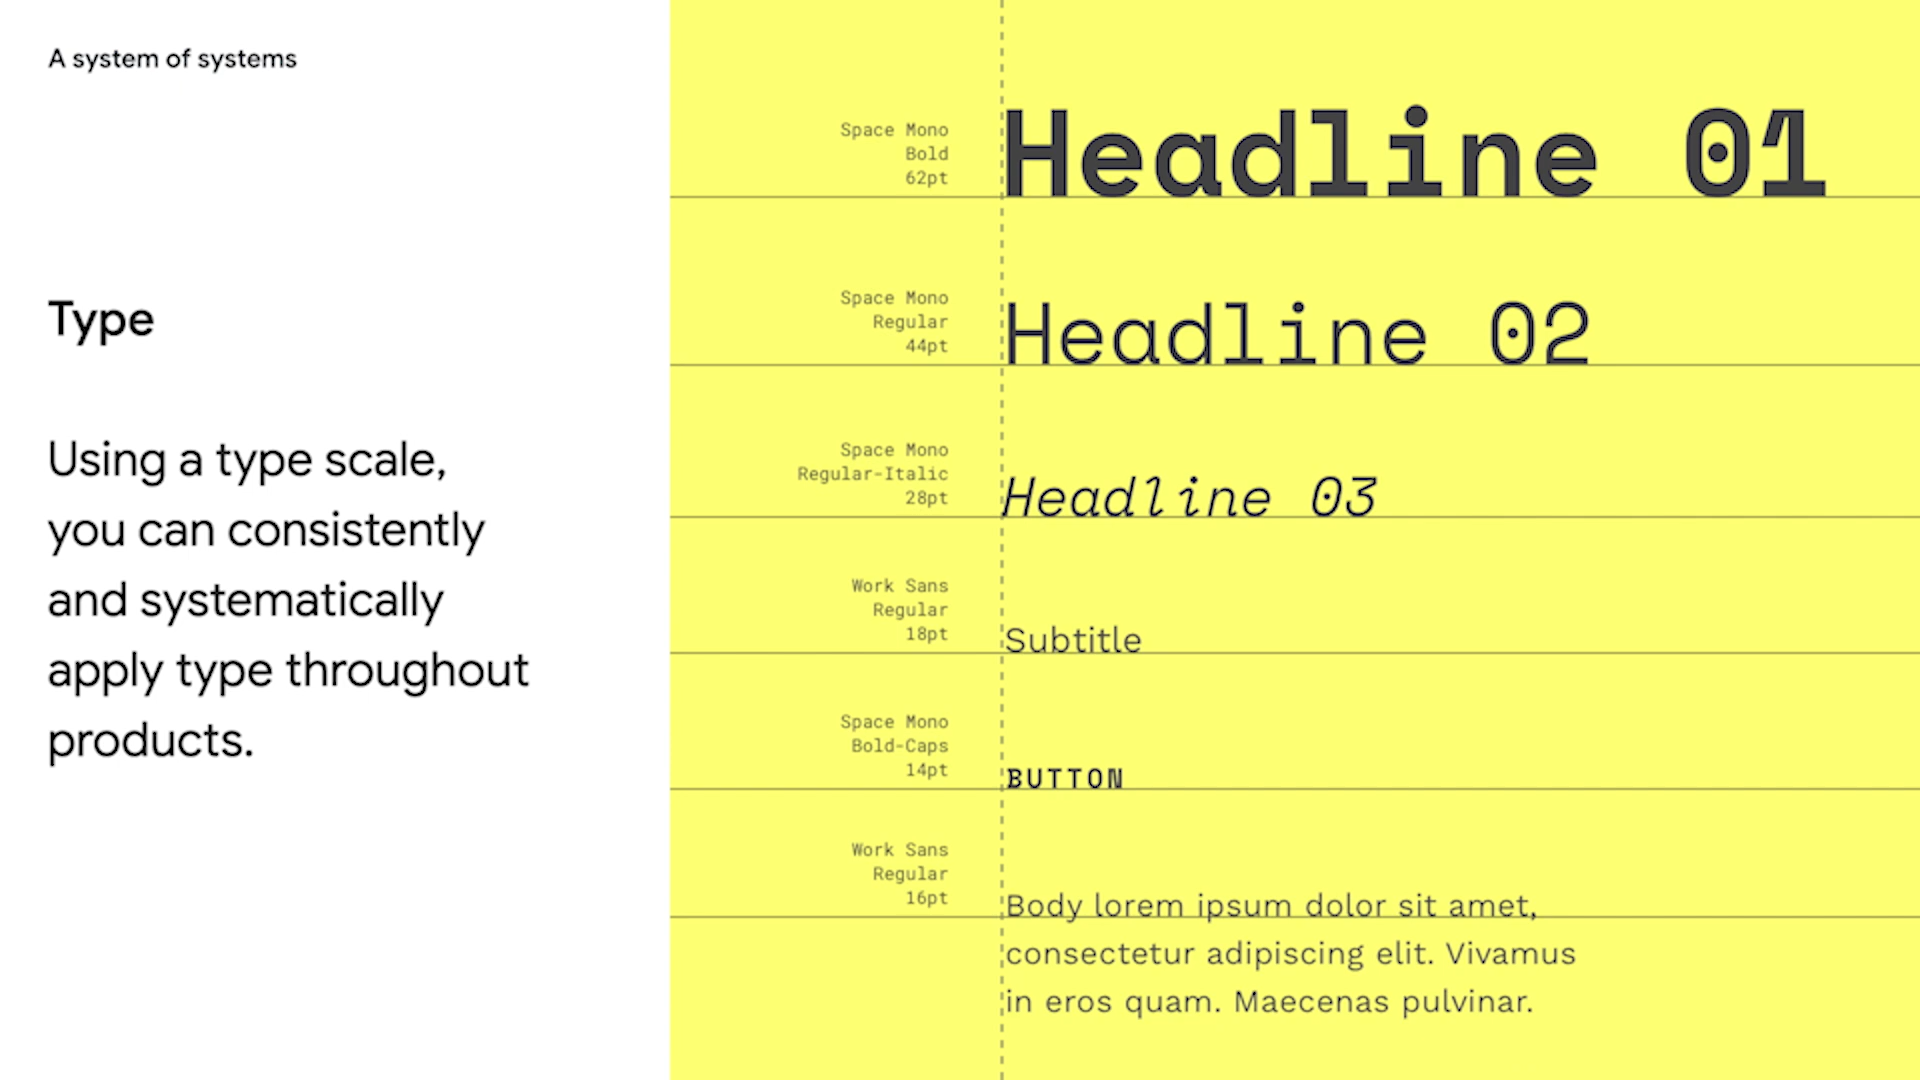 A system of systems
Type
Using a type scale,
you can consistently
and systematically
apply type throughout
products.
Space Mono
Bold
62pt
Headline 01
Space Mono
Regular
44pt
Headline 02
Space Mono
Regular-Italic
28pt
Headline 03
Work Sans
Regular
18pt
Subtitle
Space Mono
Bold-Caps
14pt
BUTTON
Work Sans
Regular
16pt
Body lorem ipsum dolor sit amet,
consectetur adipiscing elit. Vivamus
in eros quam. Maecenas pulvinar.